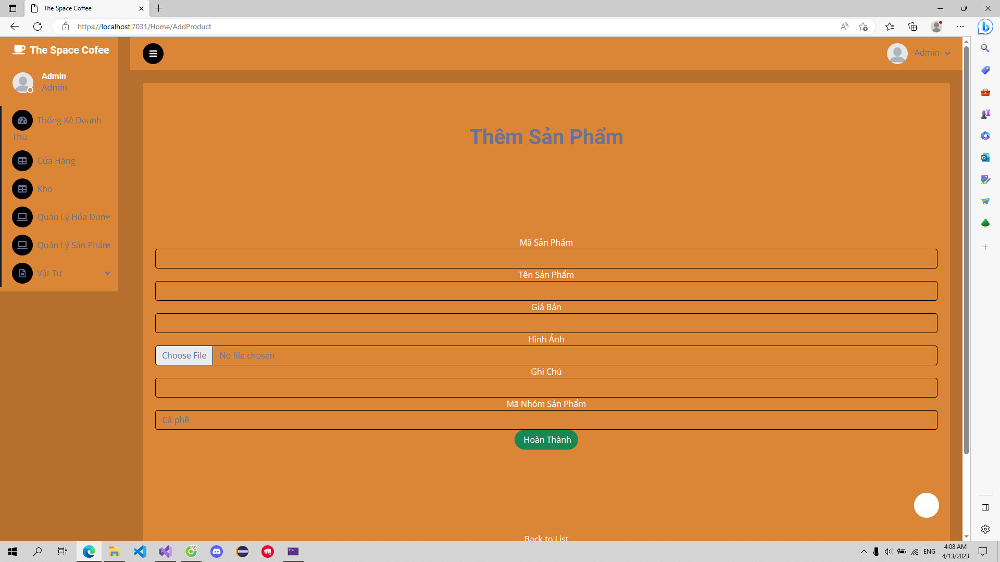 The Space Coffee
https://localhost:7031/Home/AddProduct
The Space Cofee
Admin
Admin
Admin
Thống Kê Doanh
Thu
Cửa Hàng
Kho
Quản Lý Hóa Đơn
Quản Lý Sản Phẩm
Vật Tư
Thêm Sản Phẩm
Mã Sản Phẩm
Tên Sản Phẩm
Giá Bán
Hình Ảnh
Choose File No file chosen
Ghi Chú
Mã Nhóm Sản Phẩm
Cà phê
Hoàn Thành
Back to List
ENG
4:08 AM
4/13/2023